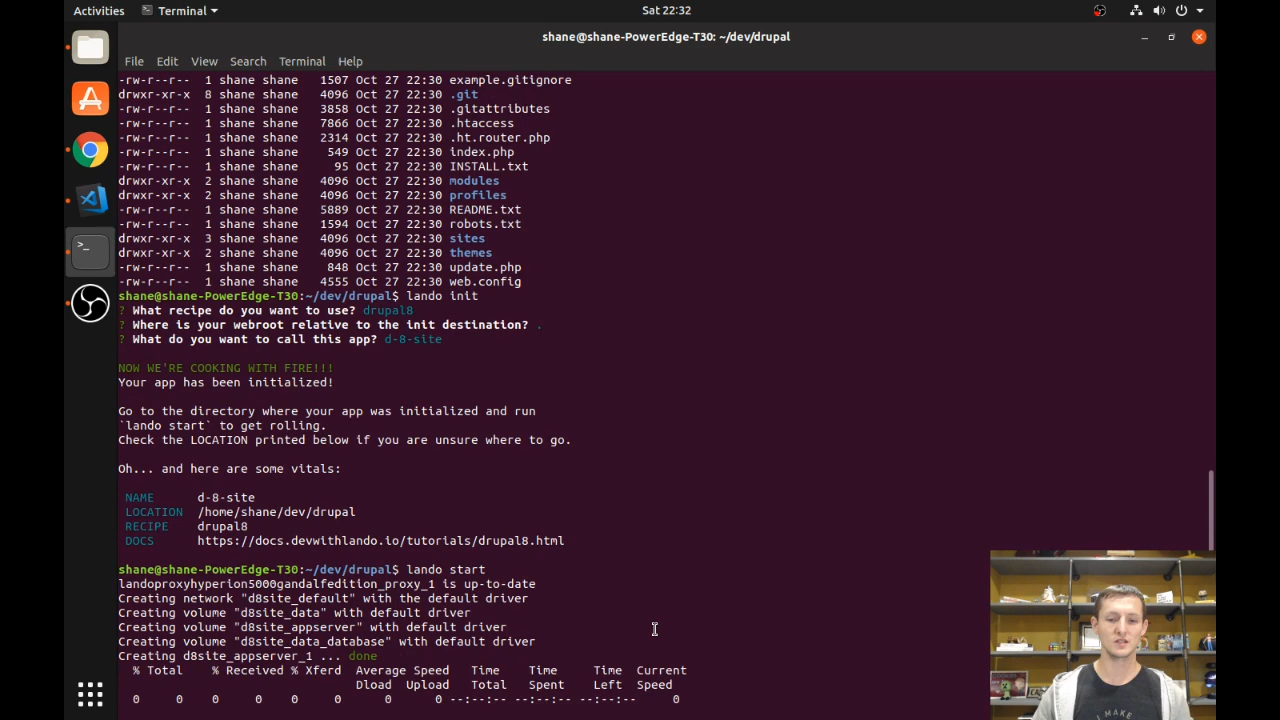 Activities
Terminal
Sat 22:32
shane@shane-PowerEdge-T30: ~/dev/drupal
File Edit View Search Terminal Help
-rw-r--r-- 1 shane shane 1507 Oct 27 22:30 example.gitignore
drwxr-xr-x 8 shane shane 4096 Oct 27 22:30 .git
-rw-r--r-- 1 shane shane 3858 Oct 27 22:30 .gitattributes
-rw-r--r-- 1 shane shane 7866 Oct 27 22:30 .htaccess
-rw-r--r-- 1 shane shane 2314 Oct 27 22:30 .ht.router.php
-rw-r--r-- 1 shane shane 549 Oct 27 22:30 index.php
-rw-r--r-- 1 shane shane 95 Oct 27 22:30 INSTALL.txt
drwxr-xr-x 2 shane shane 4096 Oct 27 22:30 modules
drwxr-xr-x 2 shane shane 4096 Oct 27 22:30 profiles
-rw-r--r-- 1 shane shane 5889 Oct 27 22:30 README.txt
-rw-r--r-- 1 shane shane 1594 Oct 27 22:30 robots.txt
drwxr-xr-x 3 shane shane 4096 Oct 27 22:30 sites
drwxr-xr-x 2 shane shane 4096 Oct 27 22:30 themes
-rw-r--r-- 1 shane shane 848 Oct 27 22:30 update.php
-rw-r--r-- 1 shane shane 4555 Oct 27 22:30 web.config
shane@shane-PowerEdge-T30:~/dev/drupal$ lando init
? What recipe do you want to use? drupal8
? Where is your webroot relative to the init destination? .
? What do you want to call this app? d-8-site
NOW WE'RE COOKING WITH FIRE!!!
Your app has been initialized!
Go to the directory where your app was initialized and run
`lando start` to get rolling.
Check the LOCATION printed below if you are unsure where to go.
Oh... and here are some vitals:
NAME d-8-site
LOCATION /home/shane/dev/drupal
RECIPE drupal8
DOCS https://docs.devwithlando.io/tutorials/drupal8.html
shane@shane-PowerEdge-T30:~/dev/drupal$ lando start
landoproxyhyperion5000gandalfedition_proxy_1 is up-to-date
Creating network "d8site_default" with the default driver
Creating volume "d8site_data" with default driver
Creating volume "d8site_appserver" with default driver
Creating volume "d8site_data_database" with default driver
Creating d8site_appserver_1 ... done
% Total % Received % Xferd Average Speed Time Time Time Current
Dload Upload Total Spent Left Speed
0 0 0 0 0 0 0 0 --:--:-- --:--:-- --:--:-- 0
I MAKE